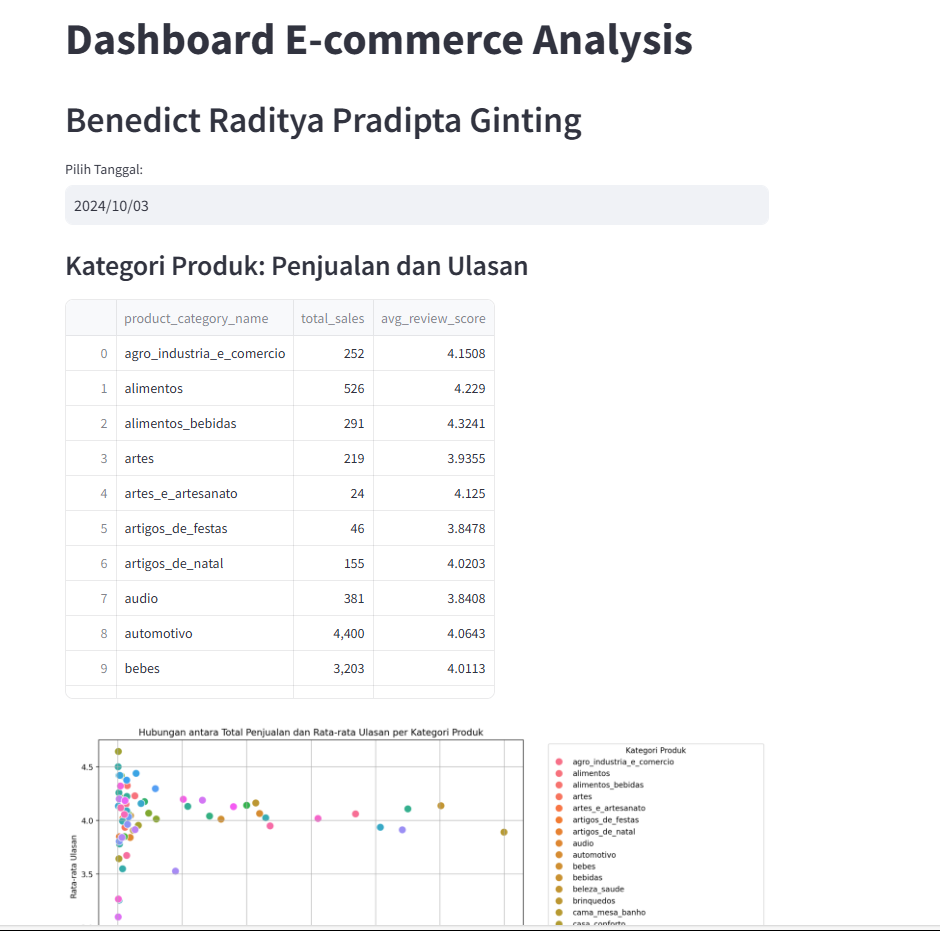 Dashboard E-commerce Analysis
Benedict Raditya Pradipta Ginting
Pilih Tanggal:
2024/10/03
Kategori Produk: Penjualan dan Ulasan
product_category_name total_sales avg_review_score
0 agro_industria_e_comercio 252 4.1508
1 alimentos 526 4.229
2 alimentos_bebidas 291 4.3241
3 artes 219 3.9355
4 artes_e_artesanato 24 4.125
5 artigos_de_festas 46 3.8478
6 artigos_de_natal 155 4.0203
7 audio 381 3.8408
8 automotivo 4,400 4.0643
9 bebes 3,203 4.0113
Hubungan antara Total Penjualan dan Rata-rata Ulasan per Kategori Produk
4.5
4.0
3.5
Rata-rata Ulasan
Kategori Produk
agro_industria_e_comercio
alimentos
alimentos_bebidas
artes
artes_e_artesanato
artigos_de_festas
artigos_de_natal
audio
automotivo
bebes
bebidas
beleza_saude
brinquedos
cama_mesa_banho
casa_conforto